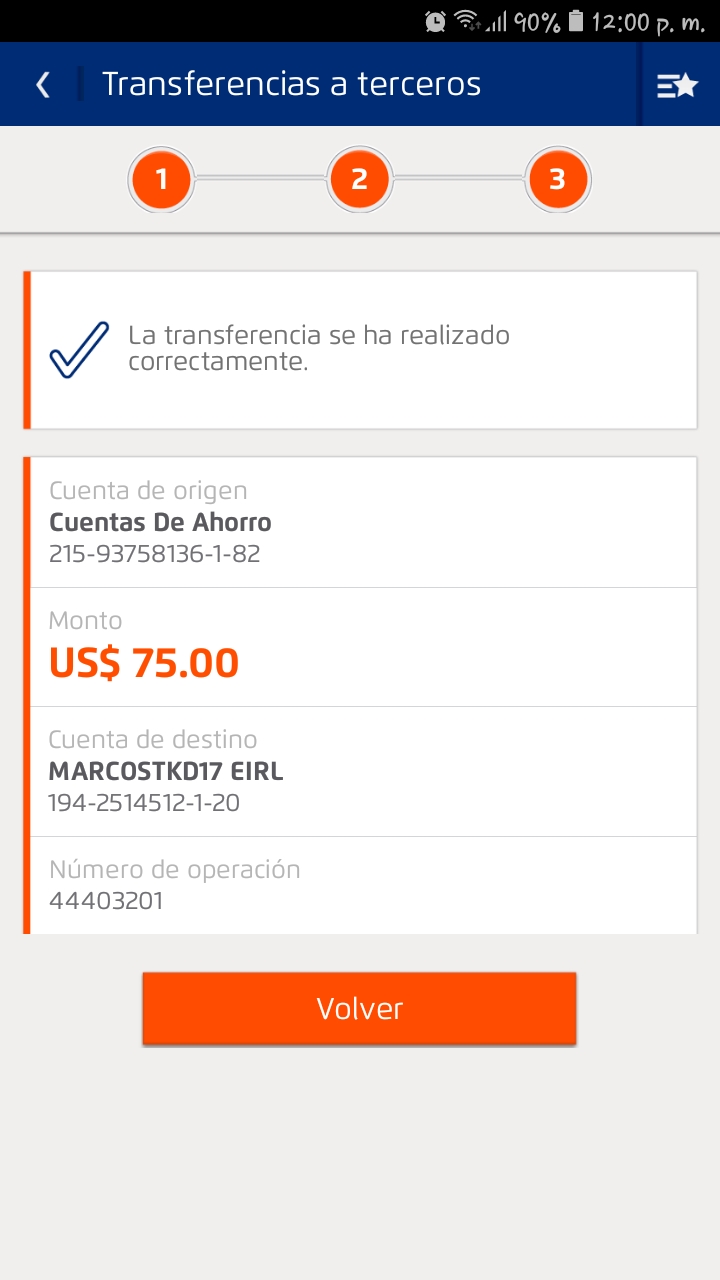 90% 12:00 p. m.
Transferencias a terceros
1 2 3
La transferencia se ha realizado
correctamente.
Cuenta de origen
Cuentas De Ahorro
215-93758136-1-82
Monto
US$ 75.00
Cuenta de destino
MARCOSTKD17 EIRL
194-2514512-1-20
Número de operación
44403201
Volver